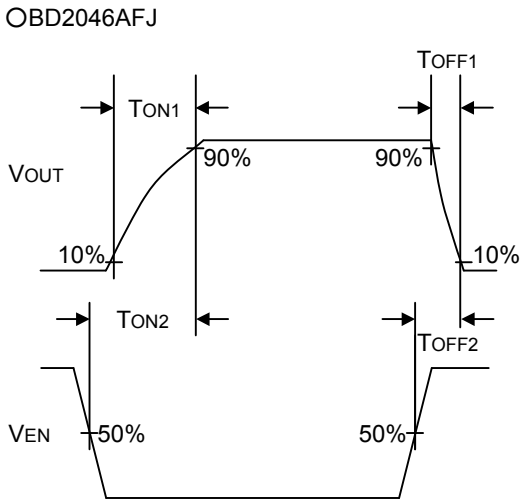 ○BD2046AFJ
TOFF1
TON1
90%
90%
VOUT
10%
10%
TON2
TOFF2
VEN
50%
50%